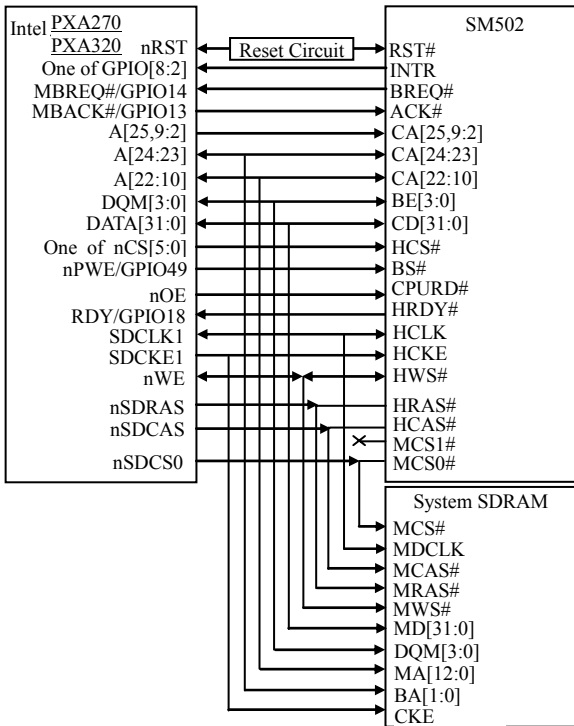 Intel PXA270
PXA320
SM502
nRST
Reset Circuit
RST#
One of GPIO[8:2]
INTR
MBREQ#/GPIO14
BREQ#
MBACK#/GPIO13
ACK#
A[25,9:2]
CA[25,9:2]
A[24:23]
CA[24:23]
A[22:10]
CA[22:10]
DQM[3:0]
BE[3:0]
DATA[31:0]
CD[31:0]
One of nCS[5:0]
HCS#
nPWE/GPIO49
BS#
nOE
CPURD#
RDY/GPIO18
HRDY#
SDCLK1
HCLK
SDCKE1
HCKE
nWE
HWS#
nSDRAS
HRAS#
nSDCAS
HCAS#
MCS1#
nSDCS0
MCS0#
System SDRAM
MCS#
MDCLK
MCAS#
MRAS#
MWS#
MD[31:0]
DQM[3:0]
MA[12:0]
BA[1:0]
CKE